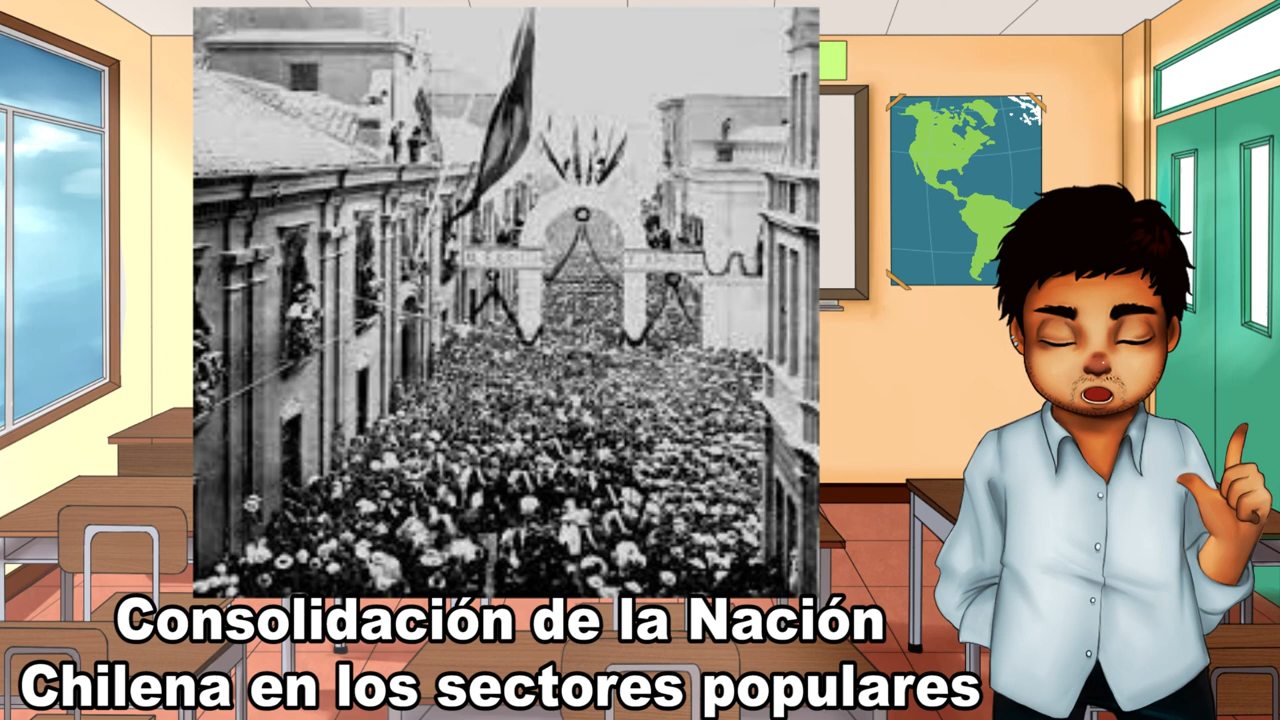 Consolidación de la Nación
Chilena en los sectores populares